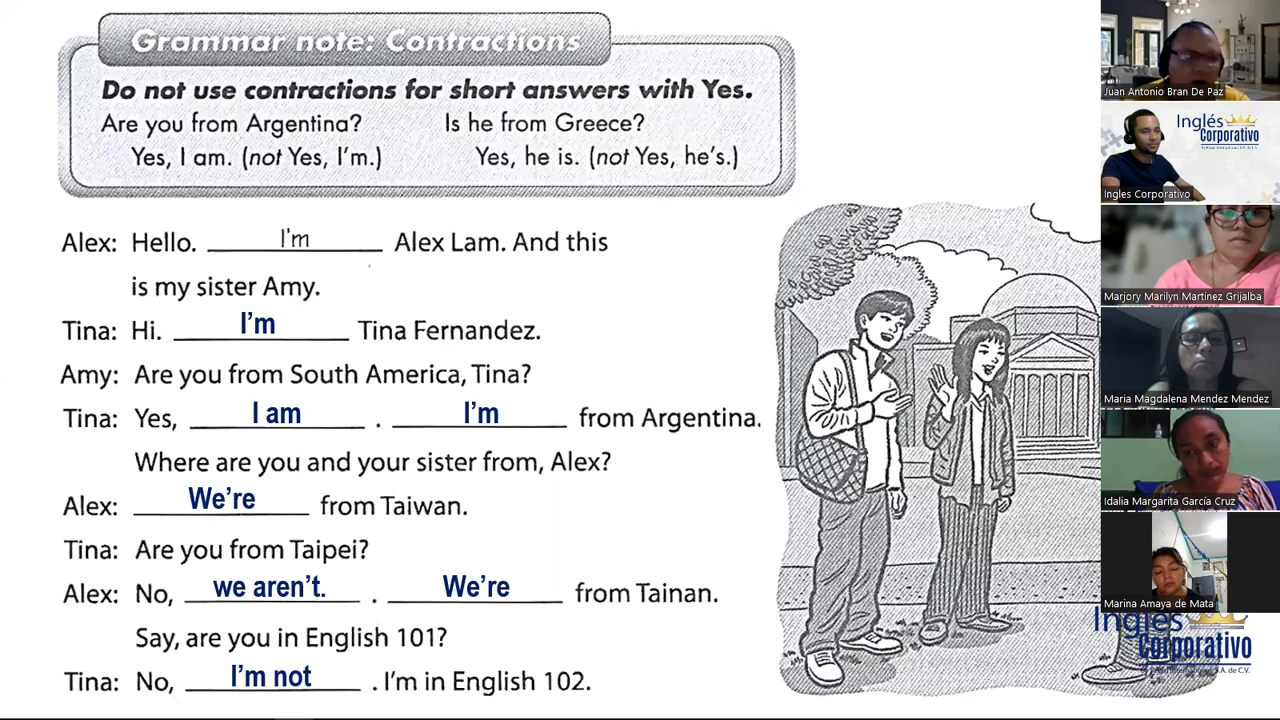 Grammar note: Contractions
Do not use contractions for short answers with Yes.
Are you from Argentina? Is he from Greece?
Yes, I am. (not Yes, I'm.) Yes, he is. (not Yes, he's.)
Alex: Hello. I'm Alex Lam. And this
is my sister Amy.
Tina: Hi. I'm Tina Fernandez.
Amy: Are you from South America, Tina?
Tina: Yes, I am . I'm from Argentina.
Where are you and your sister from, Alex?
Alex: We're from Taiwan.
Tina: Are you from Taipei?
Alex: No, we aren't. . We're from Tainan.
Say, are you in English 101?
Tina: No, I'm not . I'm in English 102.
Juan Antonio Bran De Paz
Inglés
Corporativo
Ingles Corporativo
Marjory Marilyn Martinez Grijalba
Maria Magdalena Mendez Mendez
Idalia Margarita García Cruz
Marina Amaya de Mata
Inglés
Corporativo
S.A. de C.V.